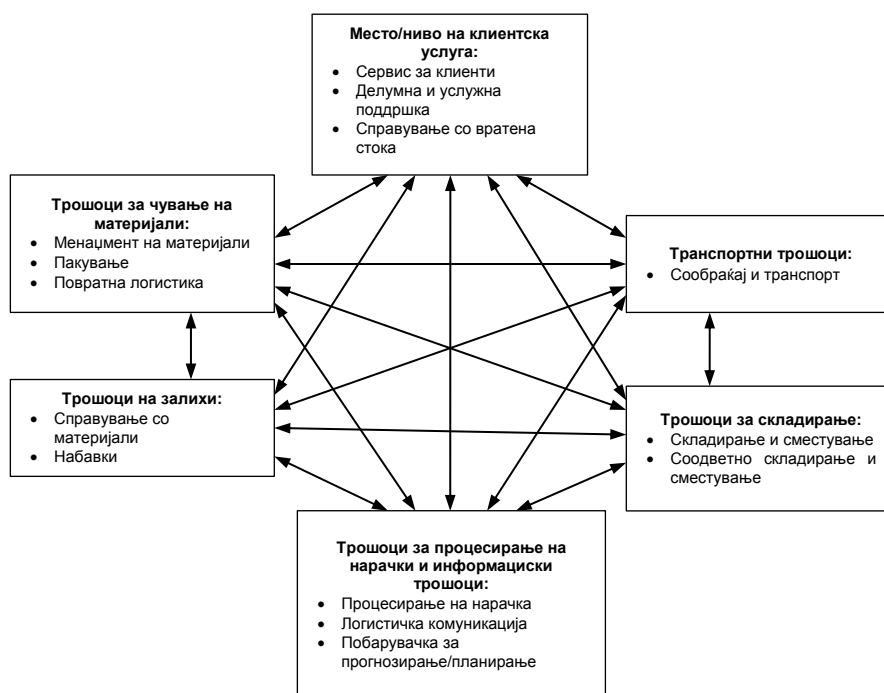 Место/ниво на клиентска
услуга:
• Сервис за клиенти
• Делумна и услужна
поддршка
• Справување со вратена
стока
Трошоци за чување на
материјали:
• Менаџмент на материјали
• Пакување
• Повратна логистика
Транспортни трошоци:
• Сообраќај и транспорт
Трошоци на залихи:
• Справување со
материјали
• Набавки
Трошоци за складирање:
• Складирање и сместување
• Соодветно складирање и
сместување
Трошоци за процесирање на
нарачки и информациски
трошоци:
• Процесирање на нарачка
• Логистичка комуникација
• Побарувачка за
прогнозирање/планирање